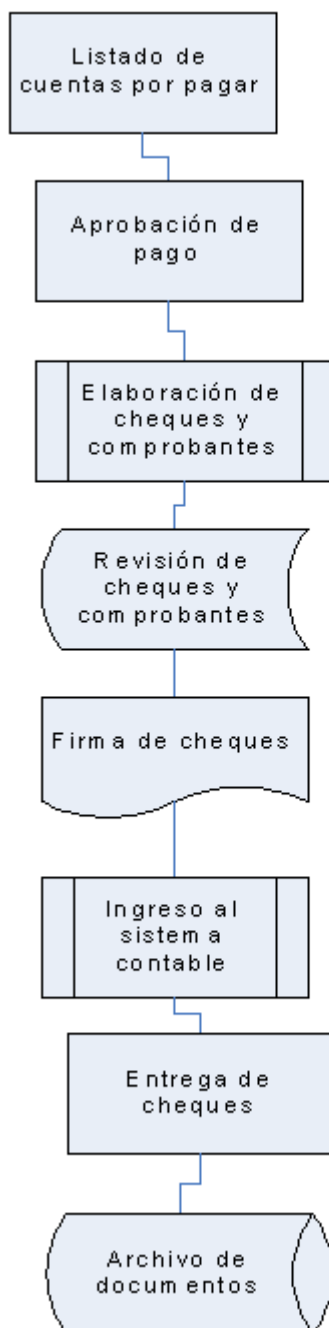 Listado de
cuentas por pagar
Aprobación de
pago
Elaboración de
cheques y
comprobantes
Revisión de
cheques y
comprobantes
Firma de cheques
Ingreso al
sistema
contable
Entrega de
cheques
Archivo de
documentos